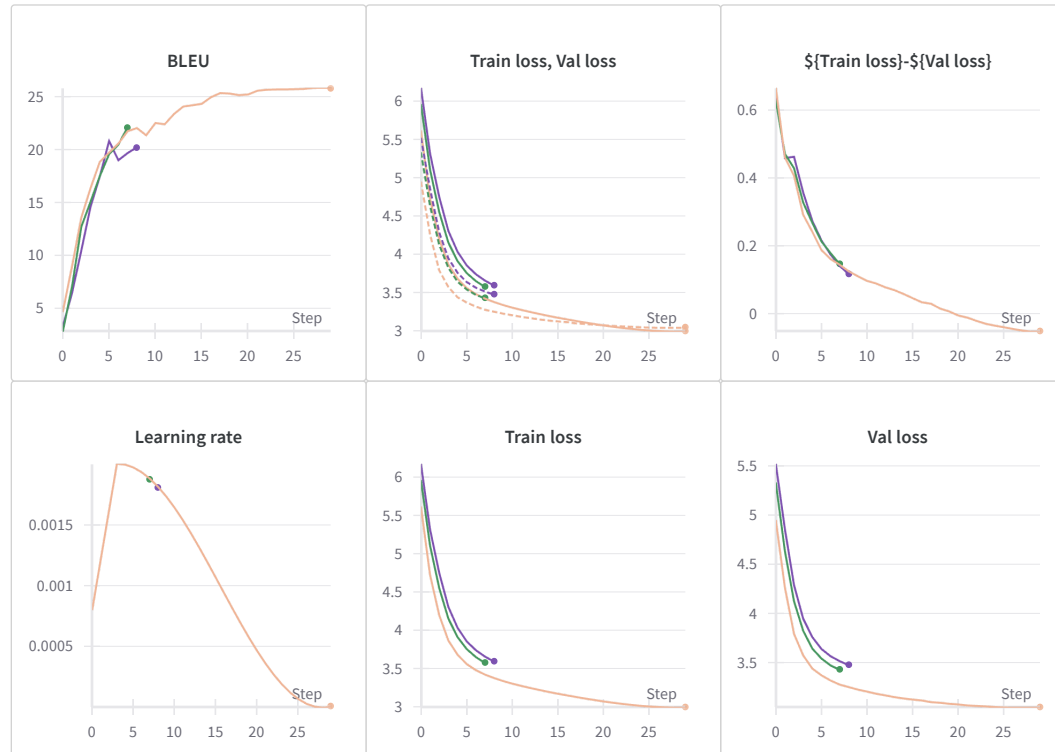 BLEU
25
20
15
10
5
Step
0 5 10 15 20 25
Train loss, Val loss
6
5.5
5
4.5
4
3.5
3
Step
0 5 10 15 20 25
${Train loss}-${Val loss}
0.6
0.4
0.2
0
Step
0 5 10 15 20 25
Learning rate
0.0015
0.001
0.0005
Step
0 5 10 15 20 25
Train loss
6
5.5
5
4.5
4
3.5
3
Step
0 5 10 15 20 25
Val loss
5.5
5
4.5
4
3.5
Step
0 5 10 15 20 25